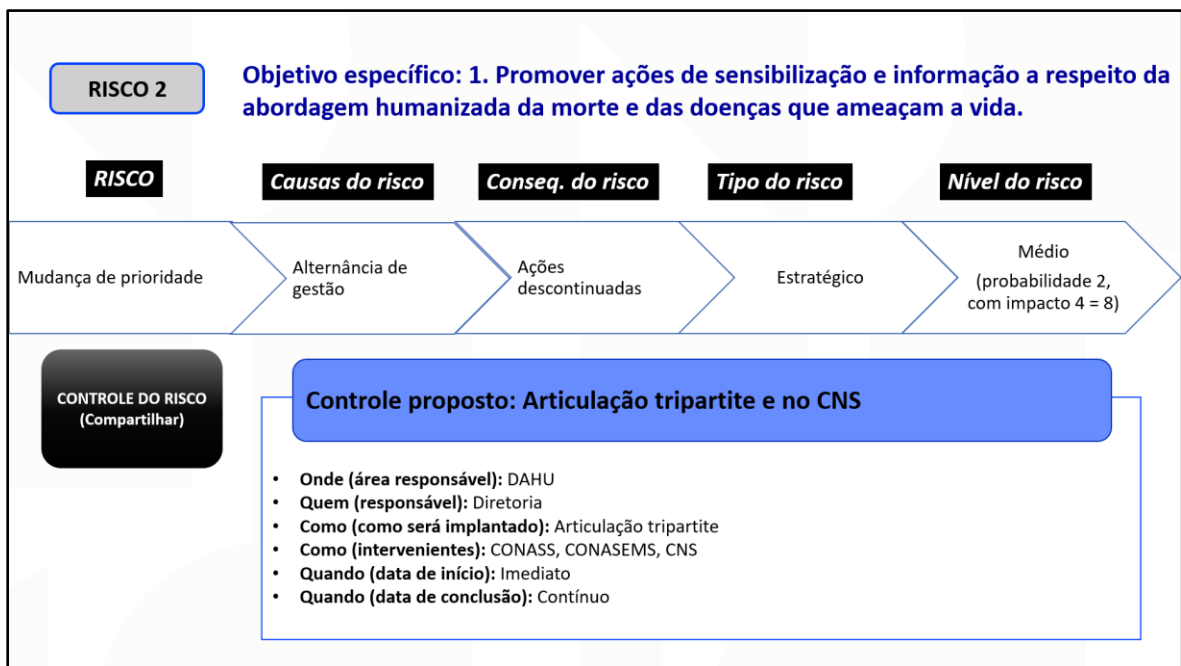 RISCO 2
Objetivo específico: 1. Promover ações de sensibilização e informação a respeito da
abordagem humanizada da morte e das doenças que ameaçam a vida.
RISCO
Causas do risco
Conseq. do risco
Tipo do risco
Nível do risco
Mudança de prioridade
Alternância de
gestão
Ações
descontinuadas
Estratégico
Médio
(probabilidade 2,
com impacto 4 = 8)
CONTROLE DO RISCO
(Compartilhar)
Controle proposto: Articulação tripartite e no CNS
• Onde (área responsável): DAHU
• Quem (responsável): Diretoria
• Como (como será implantado): Articulação tripartite
• Como (intervenientes): CONASS, CONASEMS, CNS
• Quando (data de início): Imediato
• Quando (data de conclusão): Contínuo